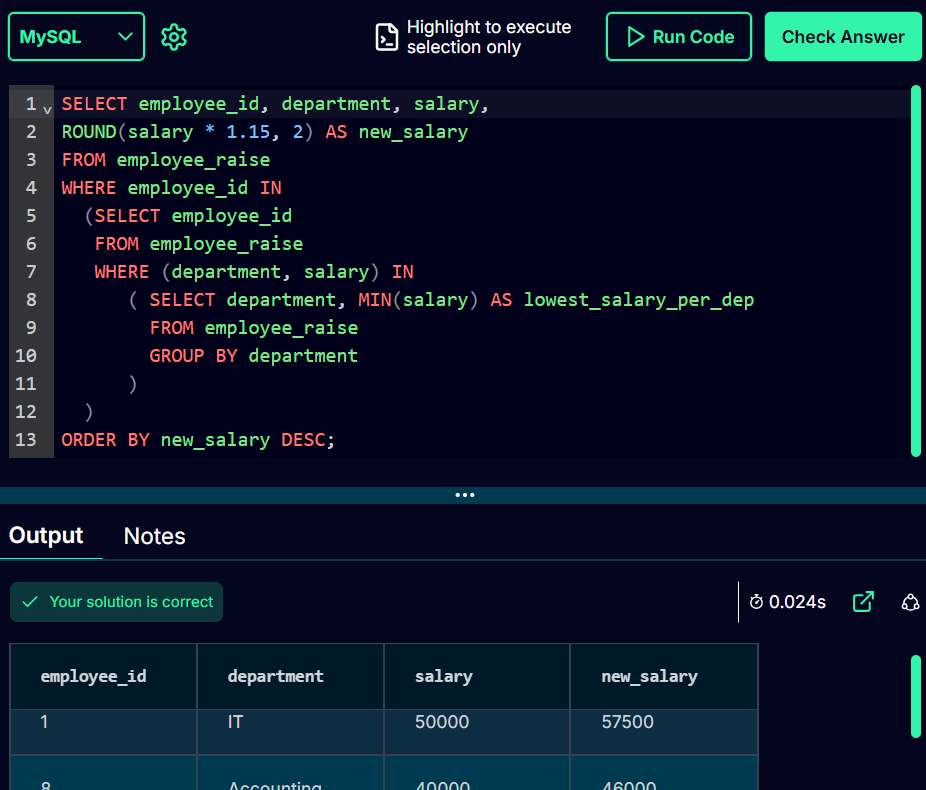 MySQL
Highlight to execute
selection only
Run Code
Check Answer
1 SELECT employee_id, department, salary,
2 ROUND(salary * 1.15, 2) AS new_salary
3 FROM employee_raise
4 WHERE employee_id IN
5 (SELECT employee_id
6 FROM employee_raise
7 WHERE (department, salary) IN
8 ( SELECT department, MIN(salary) AS lowest_salary_per_dep
9 FROM employee_raise
10 GROUP BY department
11 )
12 )
13 ORDER BY new_salary DESC;
Output Notes
Your solution is correct
0.024s
employee_id department salary new_salary
1 IT 50000 57500
8 Accounting 40000 46000